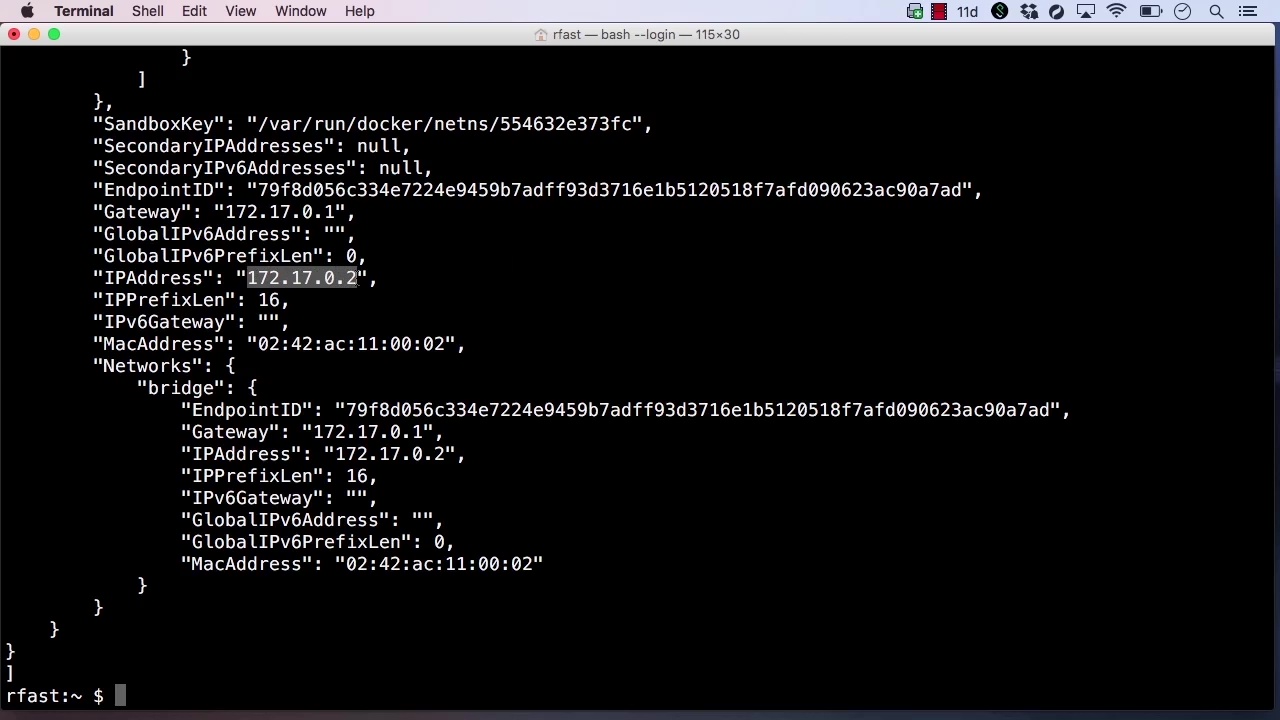 Terminal Shell Edit View Window Help 11d
rfast — bash --login — 115×30
}
]
},
"SandboxKey": "/var/run/docker/netns/554632e373fc",
"SecondaryIPAddresses": null,
"SecondaryIPv6Addresses": null,
"EndpointID": "79f8d056c334e7224e9459b7adff93d3716e1b5120518f7afd090623ac90a7ad",
"Gateway": "172.17.0.1",
"GlobalIPv6Address": "",
"GlobalIPv6PrefixLen": 0,
"IPAddress": "172.17.0.2",
"IPPrefixLen": 16,
"IPv6Gateway": "",
"MacAddress": "02:42:ac:11:00:02",
"Networks": {
"bridge": {
"EndpointID": "79f8d056c334e7224e9459b7adff93d3716e1b5120518f7afd090623ac90a7ad",
"Gateway": "172.17.0.1",
"IPAddress": "172.17.0.2",
"IPPrefixLen": 16,
"IPv6Gateway": "",
"GlobalIPv6Address": "",
"GlobalIPv6PrefixLen": 0,
"MacAddress": "02:42:ac:11:00:02"
}
}
}
}
]
rfast:~ $